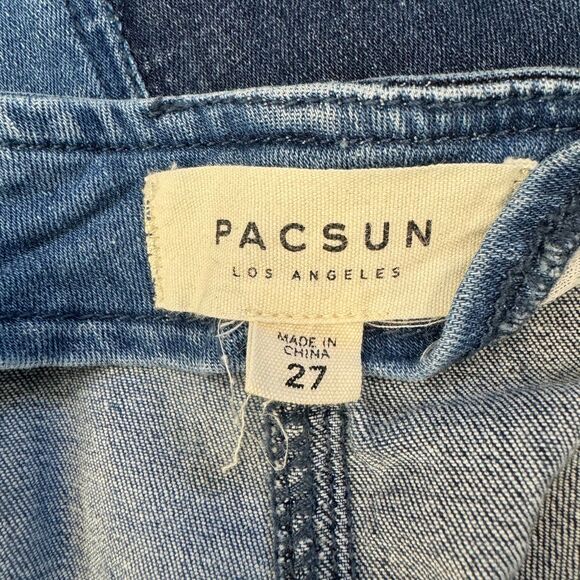 PACSUN
LOS ANGELES
MADE IN
CHINA
27